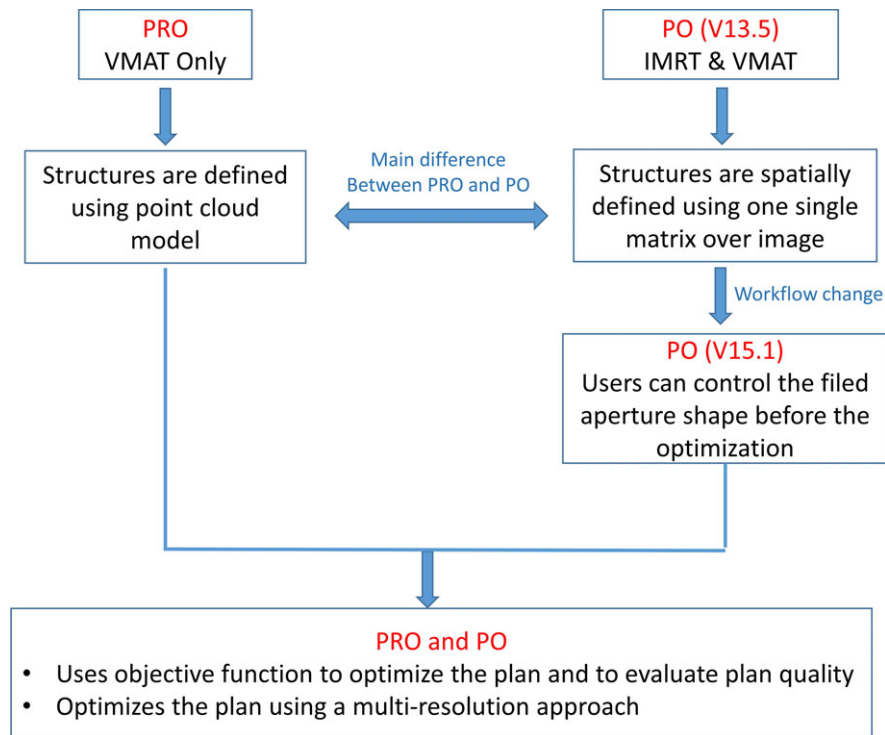 PRO
VMAT Only
PO (V13.5)
IMRT & VMAT
Structures are defined
using point cloud
model
Main difference
Between PRO and PO
Structures are spatially
defined using one single
matrix over image
Workflow change
PO (V15.1)
Users can control the filed
aperture shape before the
optimization
PRO and PO
• Uses objective function to optimize the plan and to evaluate plan quality
• Optimizes the plan using a multi-resolution approach